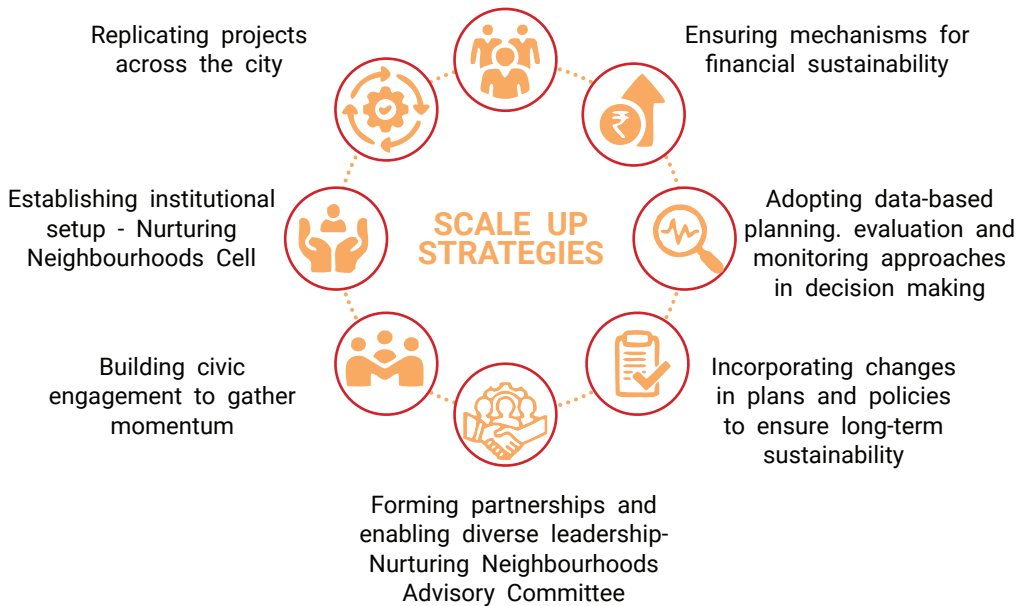 Replicating projects
across the city
Ensuring mechanisms for
financial sustainability
Establishing institutional
setup - Nurturing
Neighbourhoods Cell
SCALE UP
STRATEGIES
Adopting data-based
planning. evaluation and
monitoring approaches
in decision making
Building civic
engagement to gather
momentum
Incorporating changes
in plans and policies
to ensure long-term
sustainability
Forming partnerships and
enabling diverse leadership-
Nurturing Neighbourhoods
Advisory Committee
₹